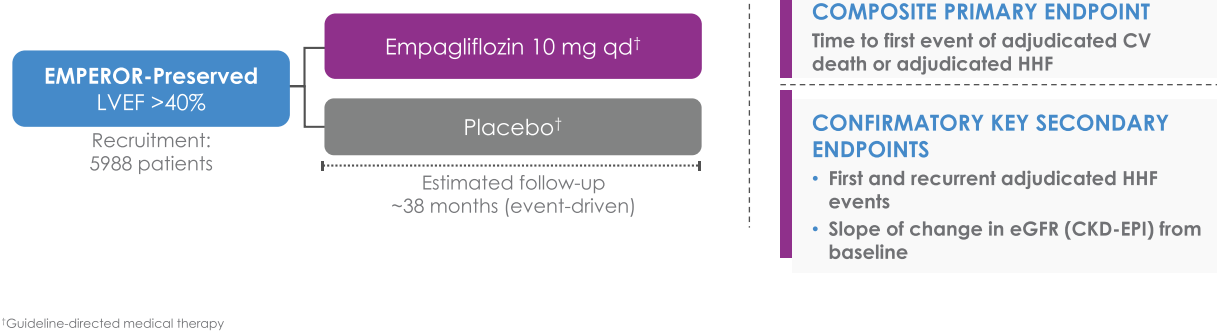 EMPEROR-Preserved
LVEF >40%
Recruitment:
5988 patients
Empagliflozin 10 mg qd†
Placebo†
Estimated follow-up
~38 months (event-driven)
COMPOSITE PRIMARY ENDPOINT
Time to first event of adjudicated CV
death or adjudicated HHF
CONFIRMATORY KEY SECONDARY
ENDPOINTS
• First and recurrent adjudicated HHF
events
• Slope of change in eGFR (CKD-EPI) from
baseline
†Guideline-directed medical therapy